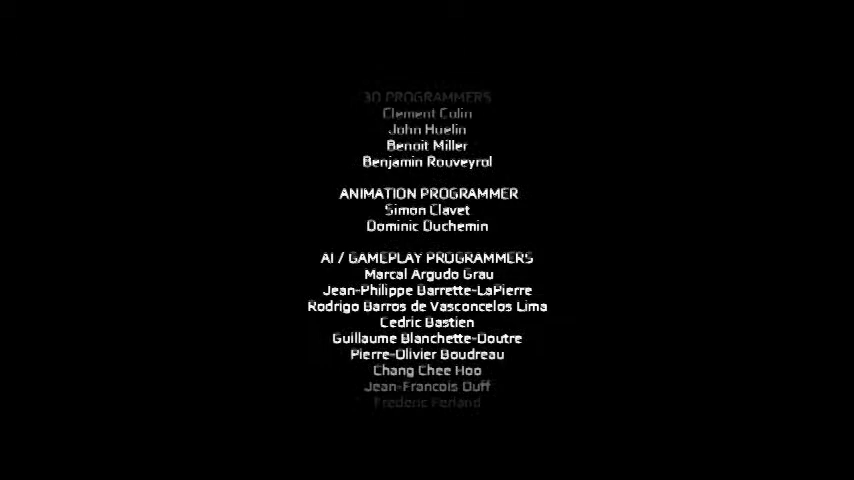 3D PROGRAMMERS
Clement Colin
John Huelin
Benoit Miller
Benjamin Rouveyrol
ANIMATION PROGRAMMER
Simon Clavet
Dominic Duchemin
AI / GAMEPLAY PROGRAMMERS
Marcal Argudo Grau
Jean-Philippe Barrette-LaPierre
Rodrigo Barros de Vasconcelos Lima
Cedric Bastien
Guillaume Blanchette-Doutre
Pierre-Olivier Boudreau
Chang Chee Hoo
Jean-Francois Duff
Frederic Ferland